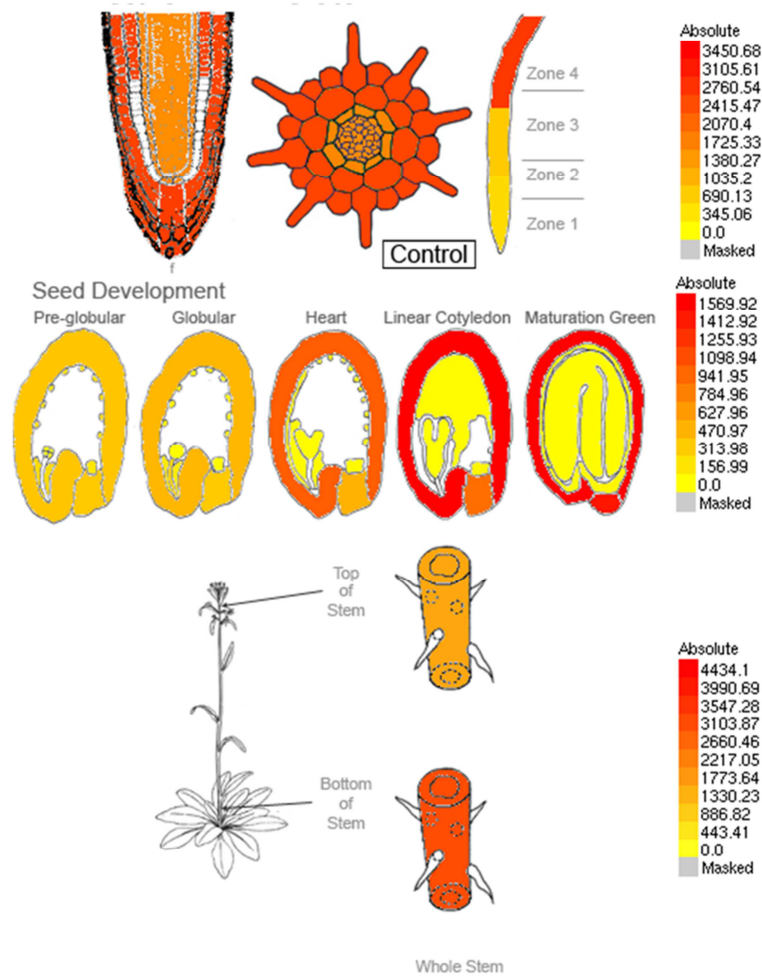 Absolute
3450.68
3105.61
2760.54
2415.47
2070.4
1725.33
1380.27
1035.2
690.13
345.06
0.0
Masked
Zone 4
Zone 3
Zone 2
Zone 1
Control
f
Seed Development
Pre-globular
Globular
Heart
Linear Cotyledon
Maturation Green
Absolute
1569.92
1412.92
1255.93
1098.94
941.95
784.96
627.96
470.97
313.98
156.99
0.0
Masked
Top
of
Stem
Bottom
of
Stem
Absolute
4434.1
3990.69
3547.28
3103.87
2660.46
2217.05
1773.64
1330.23
886.82
443.41
0.0
Masked
Whole Stem